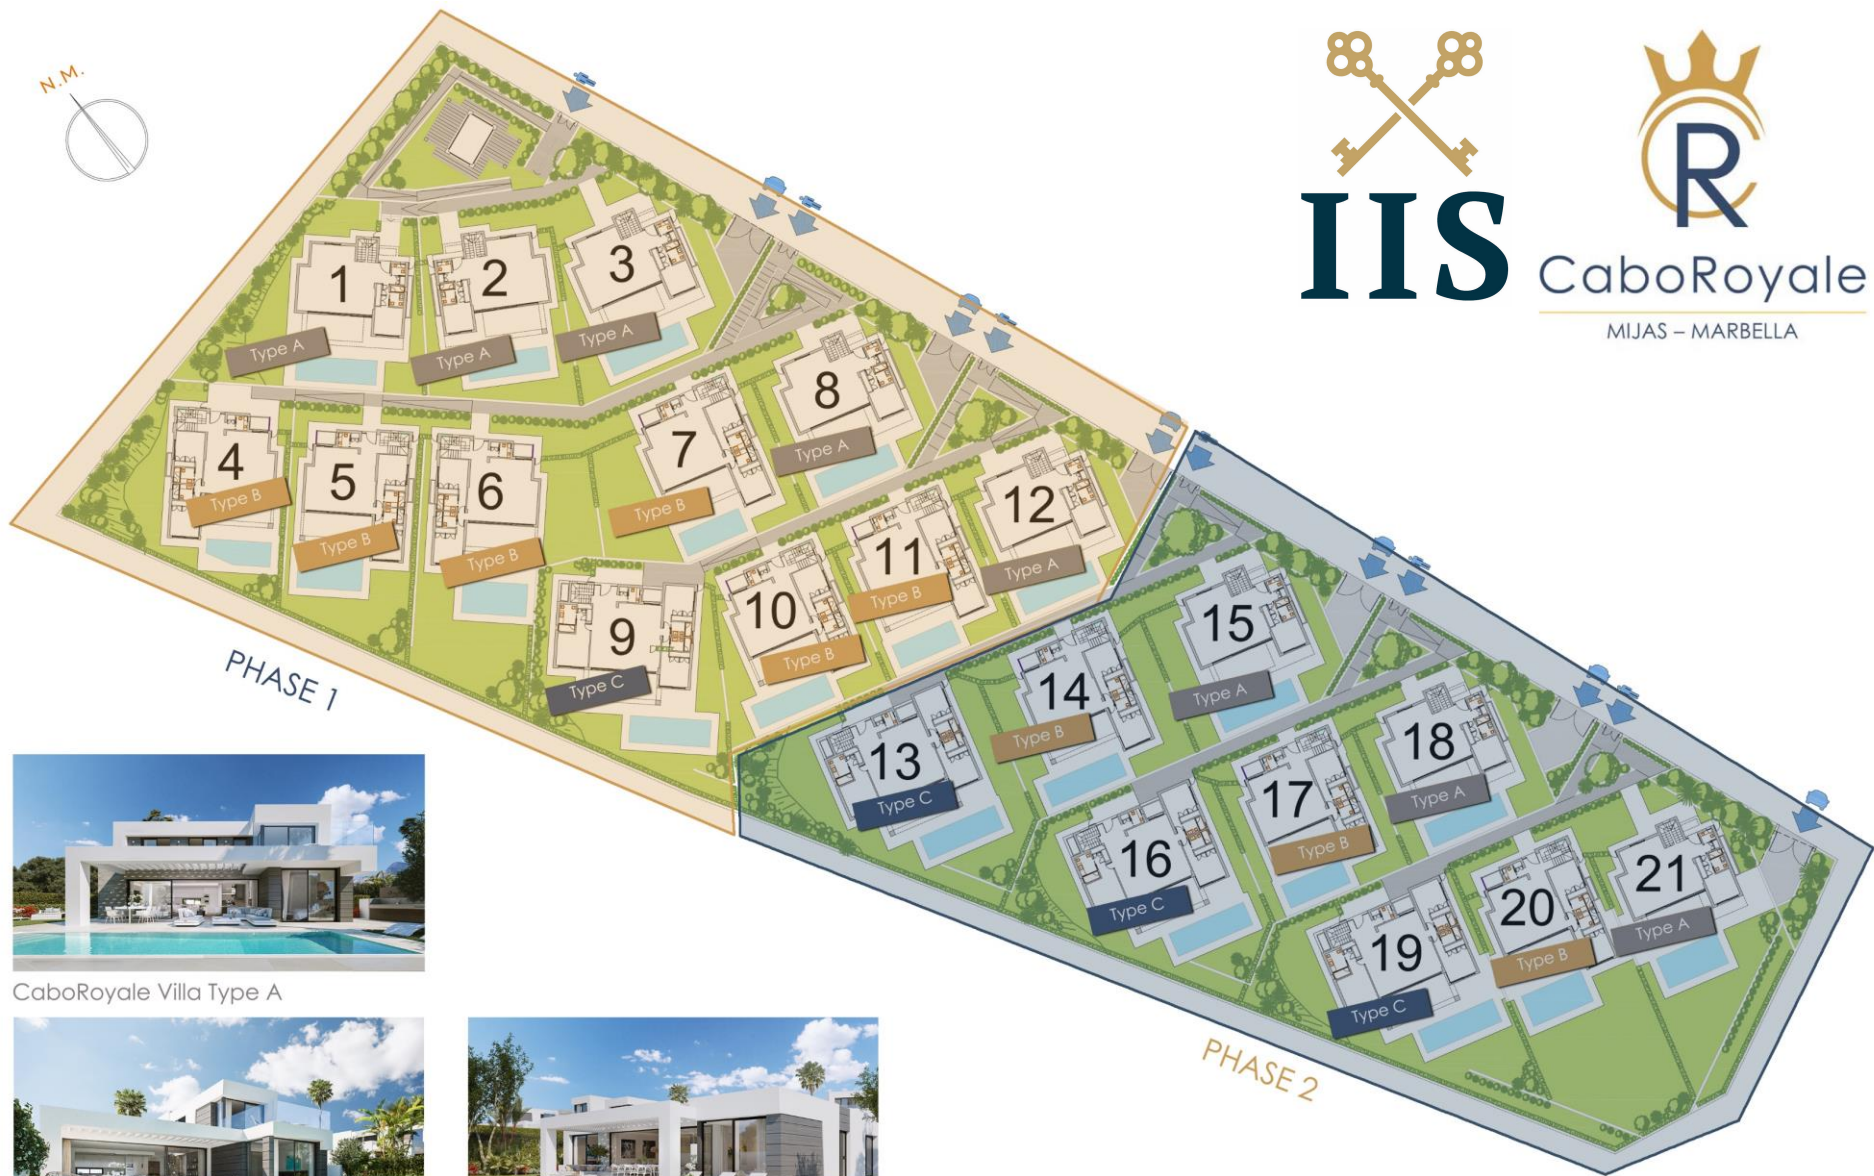 N.M.
IIS
CR
CaboRoyale
MIJAS – MARBELLA
1
Type A
2
Type A
3
Type A
4
Type B
5
Type B
6
Type B
7
Type B
8
Type A
9
Type C
10
Type B
11
Type B
12
Type A
PHASE 1
13
Type C
14
Type B
15
Type A
16
Type C
17
Type B
18
Type A
19
Type C
20
Type B
21
Type A
PHASE 2
CaboRoyale Villa Type A